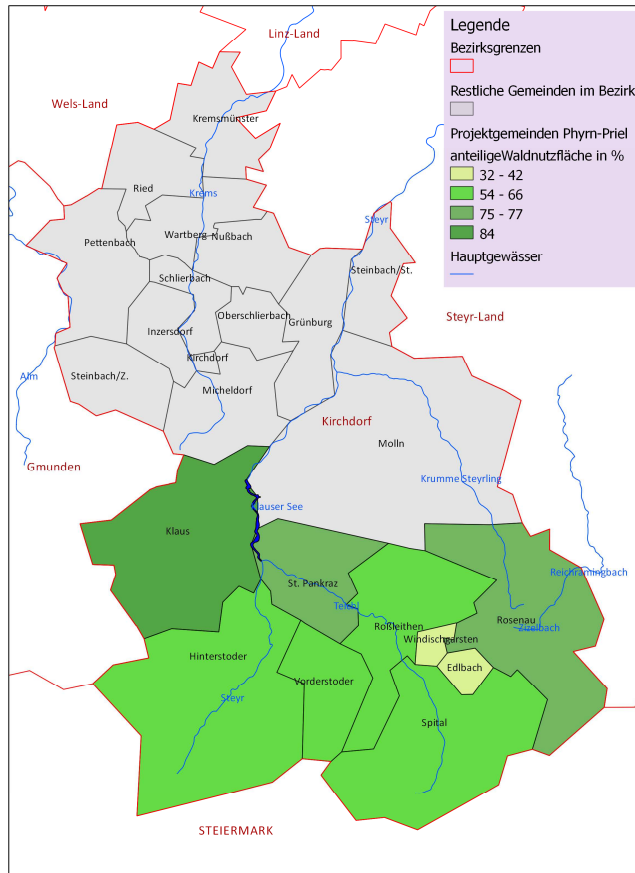 Linz-Land
Legende
Bezirksgrenzen
Restliche Gemeinden im Bezirk
Projektgemeinden Phyrn-Priel
anteiligeWaldnutzfläche in %
32 - 42
54 - 66
75 - 77
84
Hauptgewässer
Wels-Land
Kremsmünster
Ried
Krems
Steyr
Pettenbach
Wartberg
Nußbach
Steinbach/St.
Schlierbach
Oberschlierbach
Grünburg
Steyr-Land
Inzersdorf
Kirchdorf
Alm
Steinbach/Z.
Micheldorf
Kirchdorf
Molln
Gmunden
Krumme Steyrling
Klauser See
Klaus
Reichramingbach
St. Pankraz
Teichl
Rosenau
Zizelbach
Roßleithen
Windischgarsten
Hinterstoder
Edlbach
Vorderstoder
Steyr
Spital
STEIERMARK